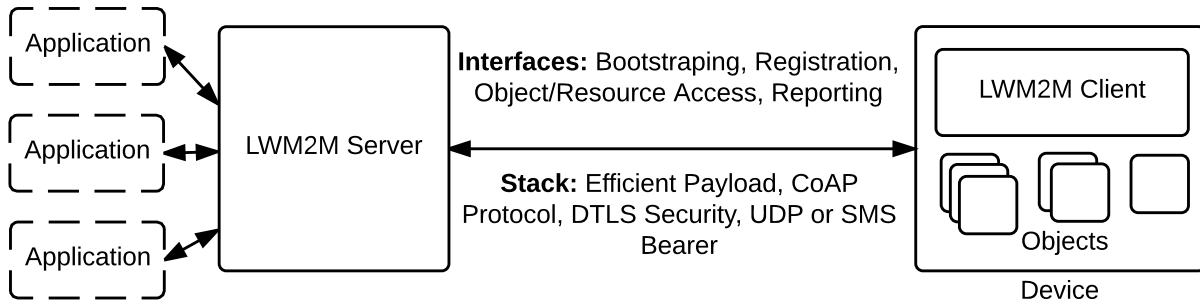 Application
Application
Application
LWM2M Server
Interfaces: Bootstraping, Registration,
Object/Resource Access, Reporting
Stack: Efficient Payload, CoAP
Protocol, DTLS Security, UDP or SMS
Bearer
LWM2M Client
Objects
Device